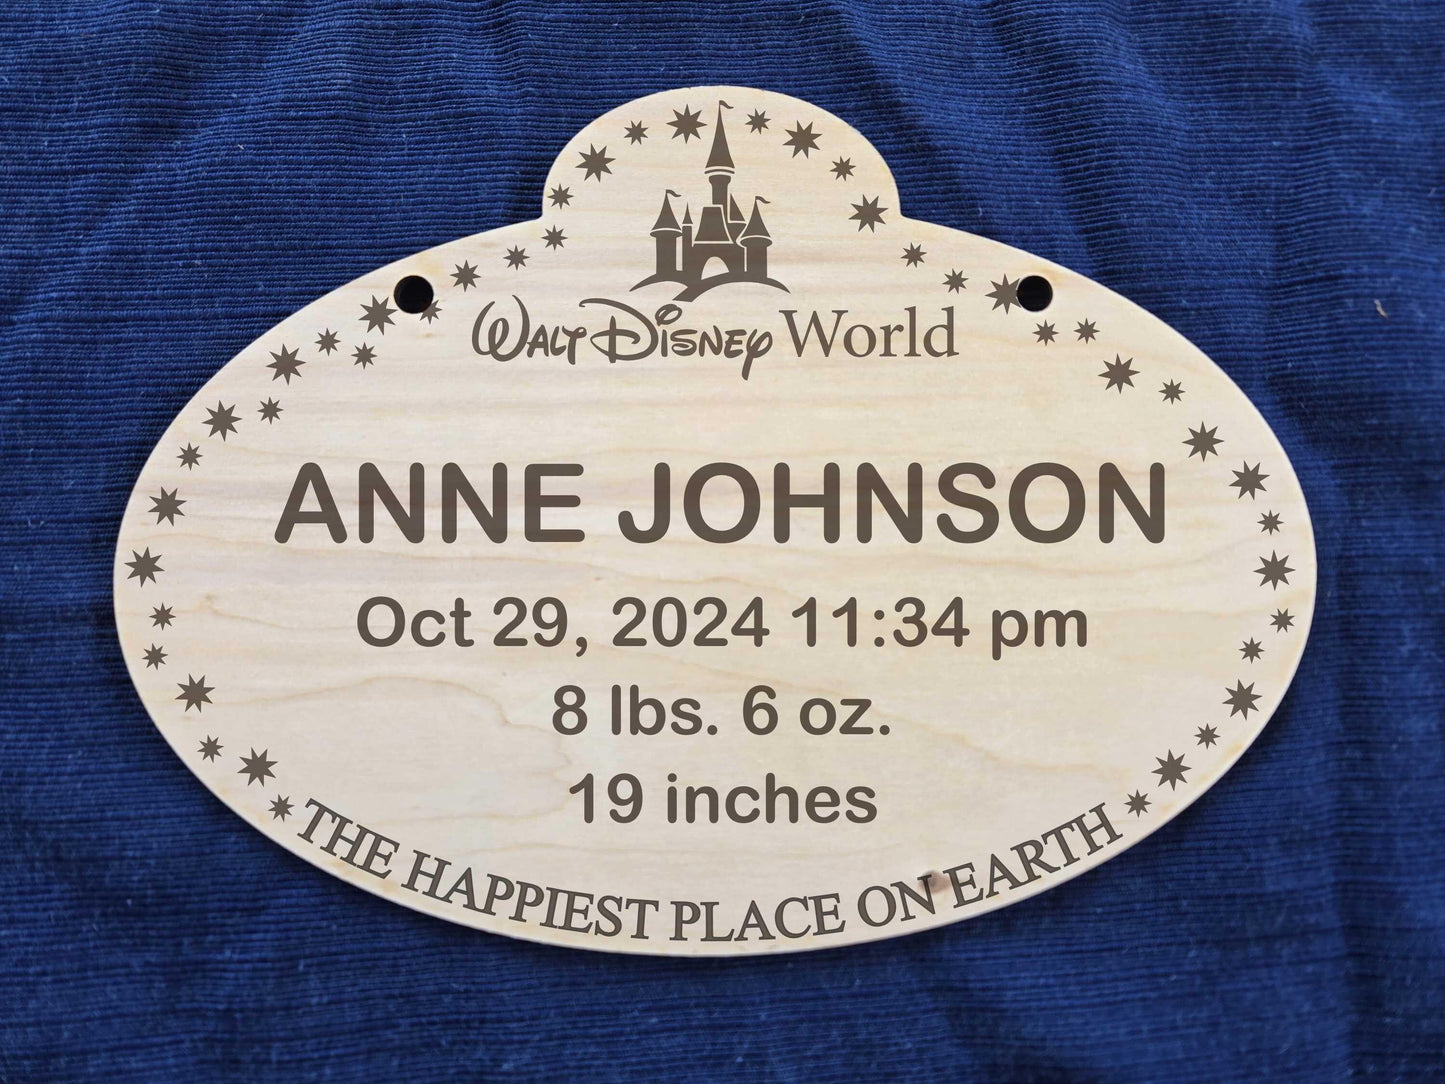 Walt Disney World
ANNE JOHNSON
Oct 29, 2024 11:34 pm
8 lbs. 6 oz.
19 inches
THE HAPPIEST PLACE ON EARTH